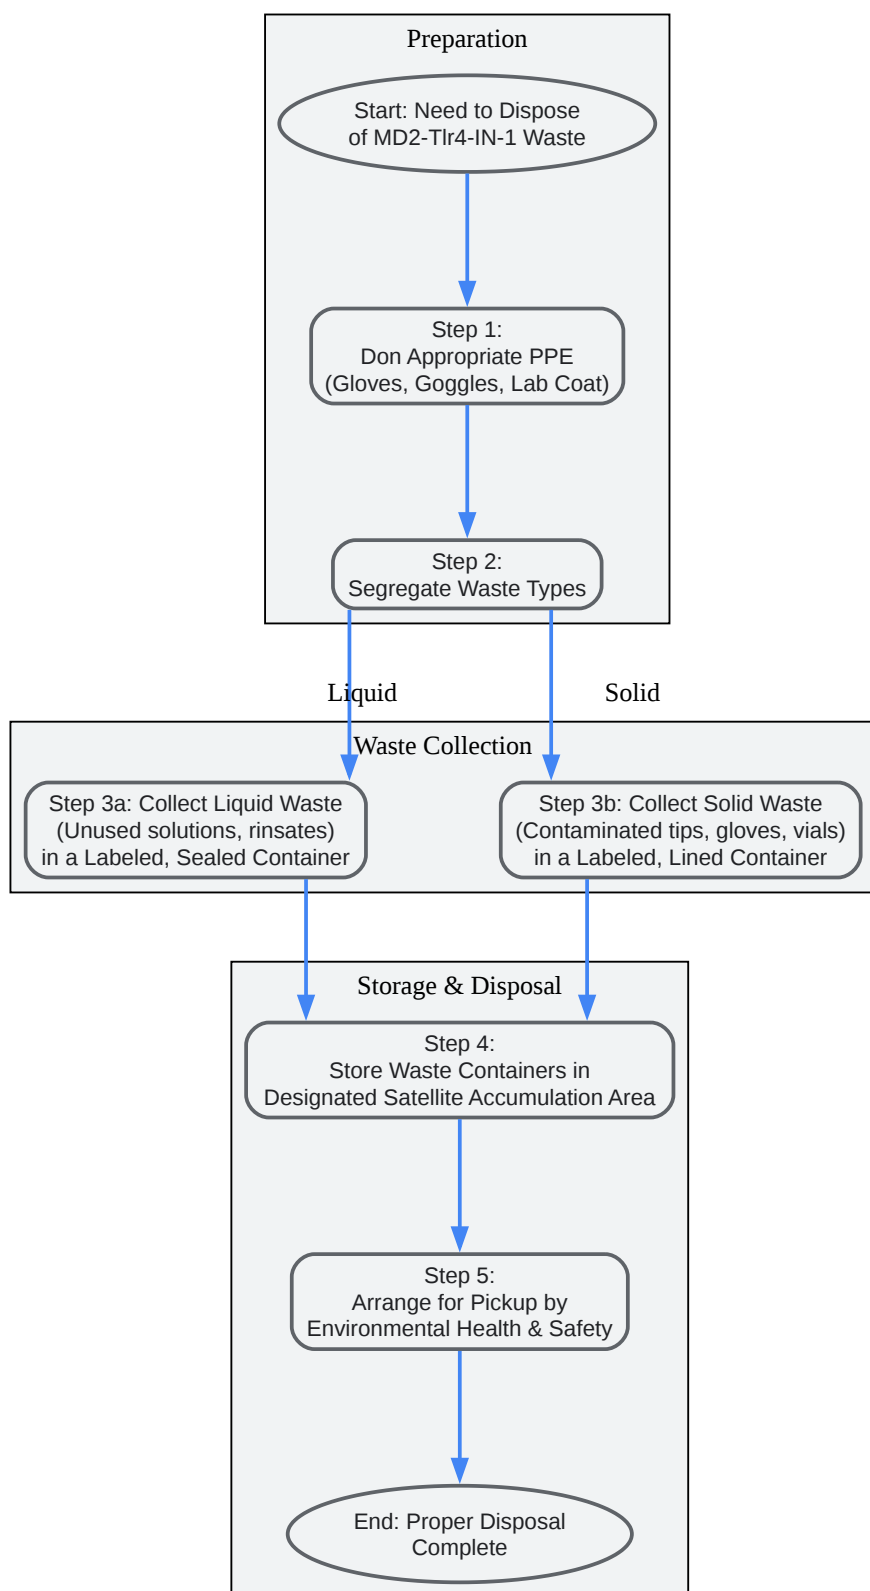 Preparation
Start: Need to Dispose
of MD2-Tlr4-IN-1 Waste
Step 1:
Don Appropriate PPE
(Gloves, Goggles, Lab Coat)
Step 2:
Segregate Waste Types
Liquid
Solid
Waste Collection
Step 3a: Collect Liquid Waste
(Unused solutions, rinsates)
in a Labeled, Sealed Container
Step 3b: Collect Solid Waste
(Contaminated tips, gloves, vials)
in a Labeled, Lined Container
Storage & Disposal
Step 4:
Store Waste Containers in
Designated Satellite Accumulation Area
Step 5:
Arrange for Pickup by
Environmental Health & Safety
End: Proper Disposal
Complete